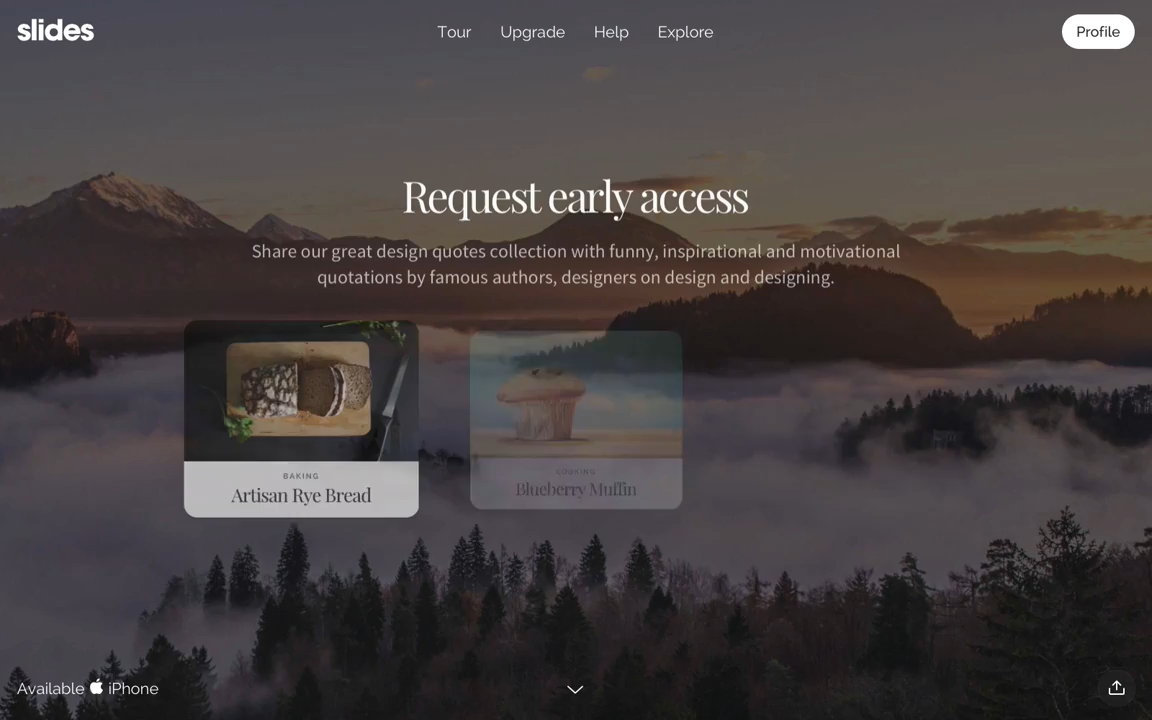 slides
Tour
Upgrade
Help
Explore
Profile
Request early access
Share our great design quotes collection with funny, inspirational and motivational
quotations by famous authors, designers on design and designing.
BAKING
Artisan Rye Bread
COOKING
Blueberry Muffin
Available iPhone